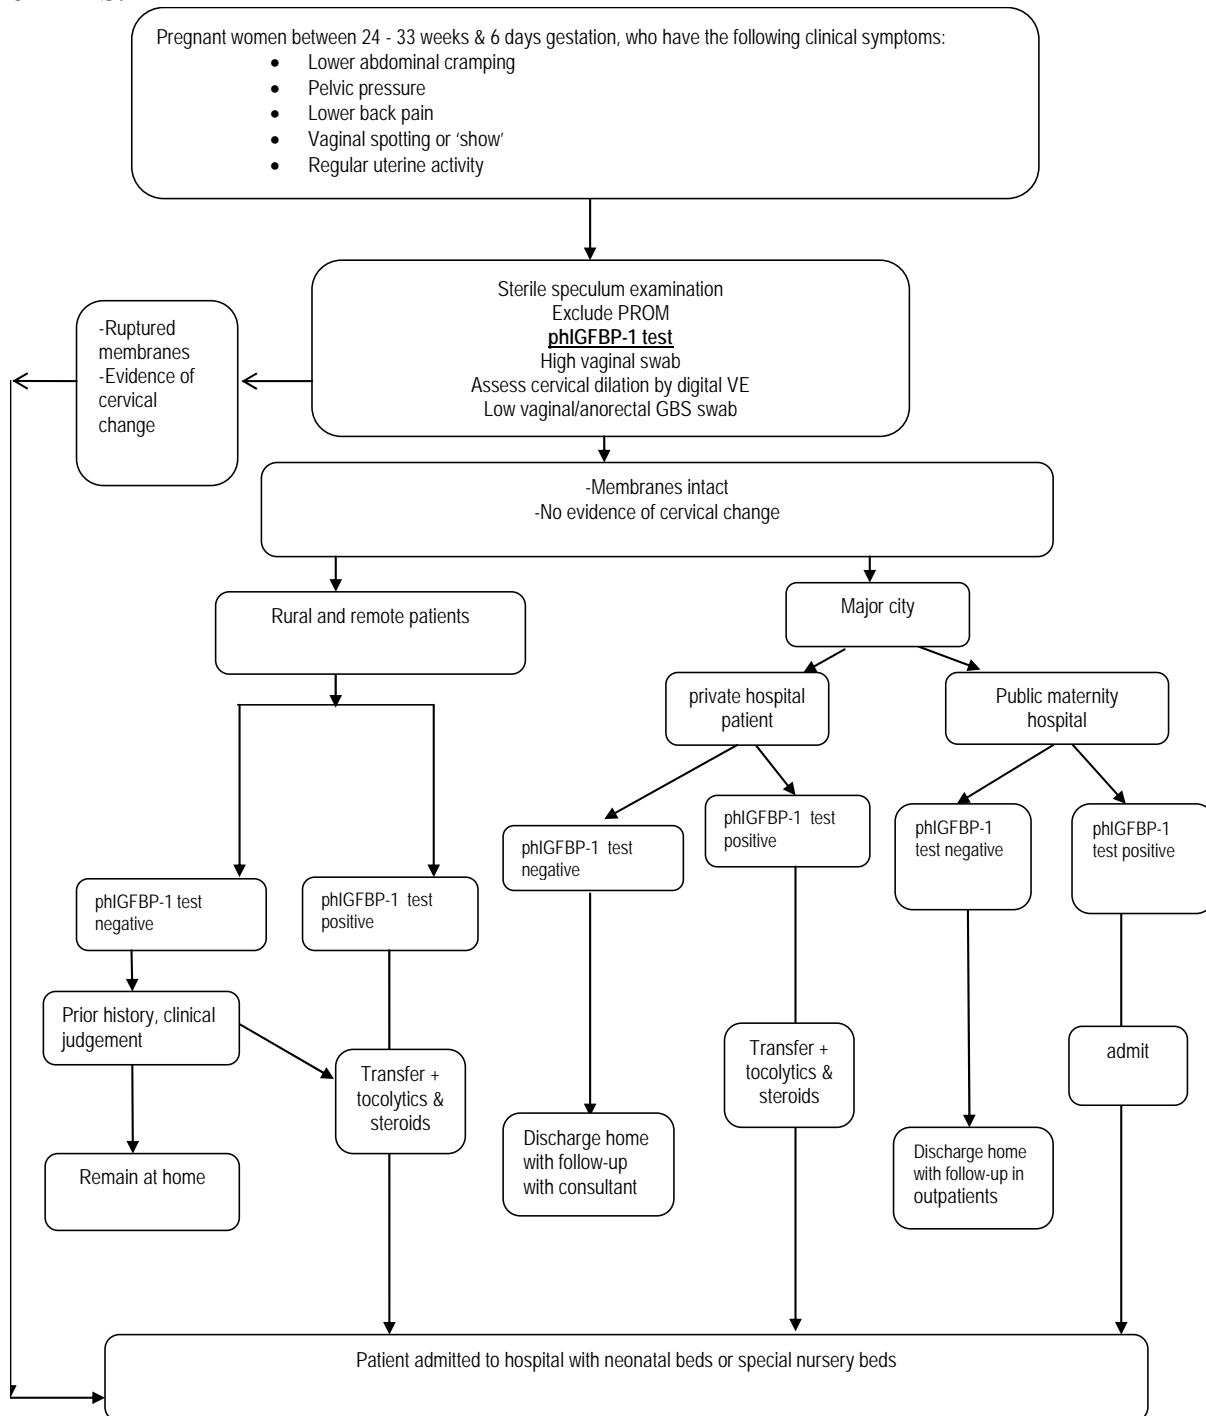 Pregnant women between 24 - 33 weeks & 6 days gestation, who have the following clinical symptoms:
• Lower abdominal cramping
• Pelvic pressure
• Lower back pain
• Vaginal spotting or ‘show’
• Regular uterine activity
Sterile speculum examination
Exclude PROM
phIGFBP-1 test
High vaginal swab
Assess cervical dilation by digital VE
Low vaginal/anorectal GBS swab
-Ruptured
membranes
-Evidence of
cervical
change
-Membranes intact
-No evidence of cervical change
Rural and remote patients
Major city
private hospital
patient
Public maternity
hospital
phIGFBP-1 test
negative
phIGFBP-1 test
positive
phIGFBP-1 test
negative
phIGFBP-1 test
positive
phIGFBP-1
test negative
phIGFBP-1
test positive
Prior history, clinical
judgement
Transfer +
tocolytics &
steroids
Transfer +
tocolytics &
steroids
admit
Remain at home
Discharge home
with follow-up
with consultant
Discharge home
with follow-up in
outpatients
Patient admitted to hospital with neonatal beds or special nursery beds